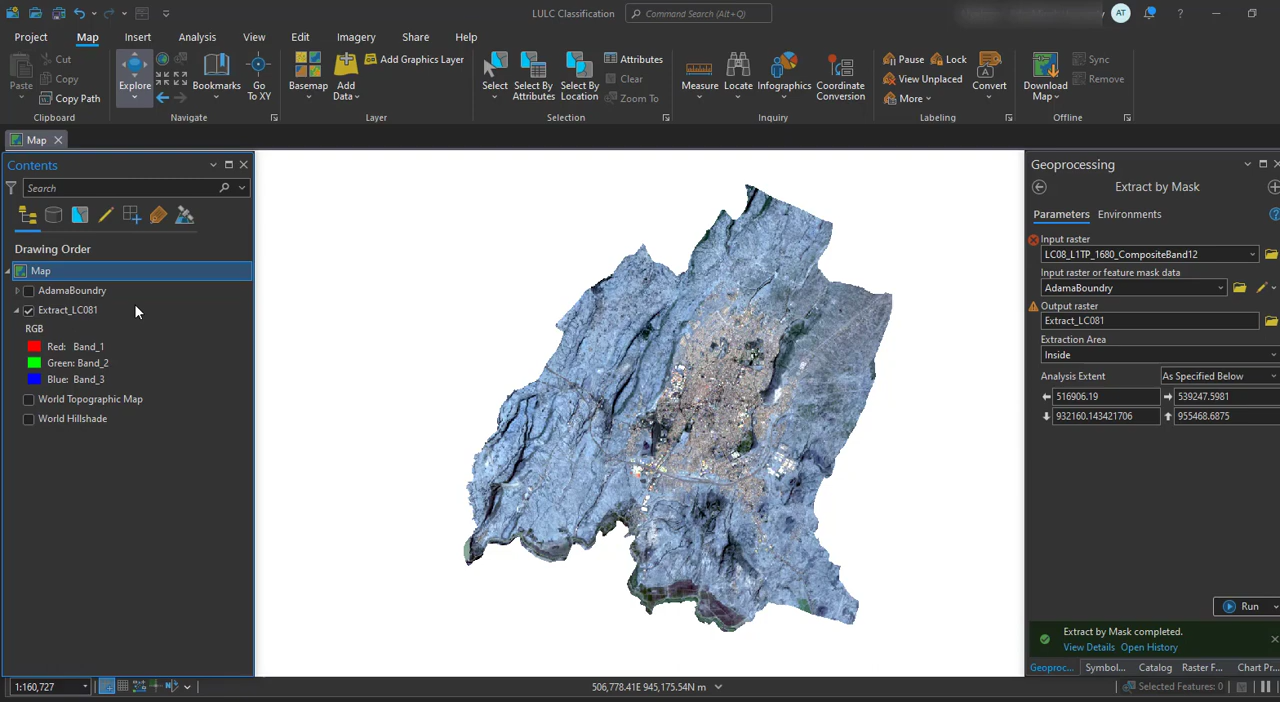 LULC Classification
Command Search (Alt+Q)
AT
?
Project Map Insert Analysis View Edit Imagery Share Help
Paste
Cut
Copy
Copy Path
Clipboard
Explore
Bookmarks
Go To XY
Navigate
Basemap
Add Data
Add Graphics Layer
Layer
Select
Select By Attributes
Select By Location
Attributes
Clear
Zoom To
Selection
Measure
Locate
Infographics
Coordinate Conversion
Inquiry
Pause
Lock
View Unplaced
More
Convert
Labeling
Download Map
Sync
Remove
Offline
Map
Contents
Search
Drawing Order
Map
AdamaBoundry
Extract_LC081
RGB
Red: Band_1
Green: Band_2
Blue: Band_3
World Topographic Map
World Hillshade
Geoprocessing
Extract by Mask
Parameters Environments
Input raster
LC08_L1TP_1680_CompositeBand12
Input raster or feature mask data
AdamaBoundry
Output raster
Extract_LC081
Extraction Area
Inside
Analysis Extent As Specified Below
516906.19 539247.5981
932160.143421706 955468.6875
Run
Extract by Mask completed.
View Details Open History
Geoproc... Symbol... Catalog Raster F... Chart Pr...
1:160,727
506,778.41E 945,175.54N m
Selected Features: 0